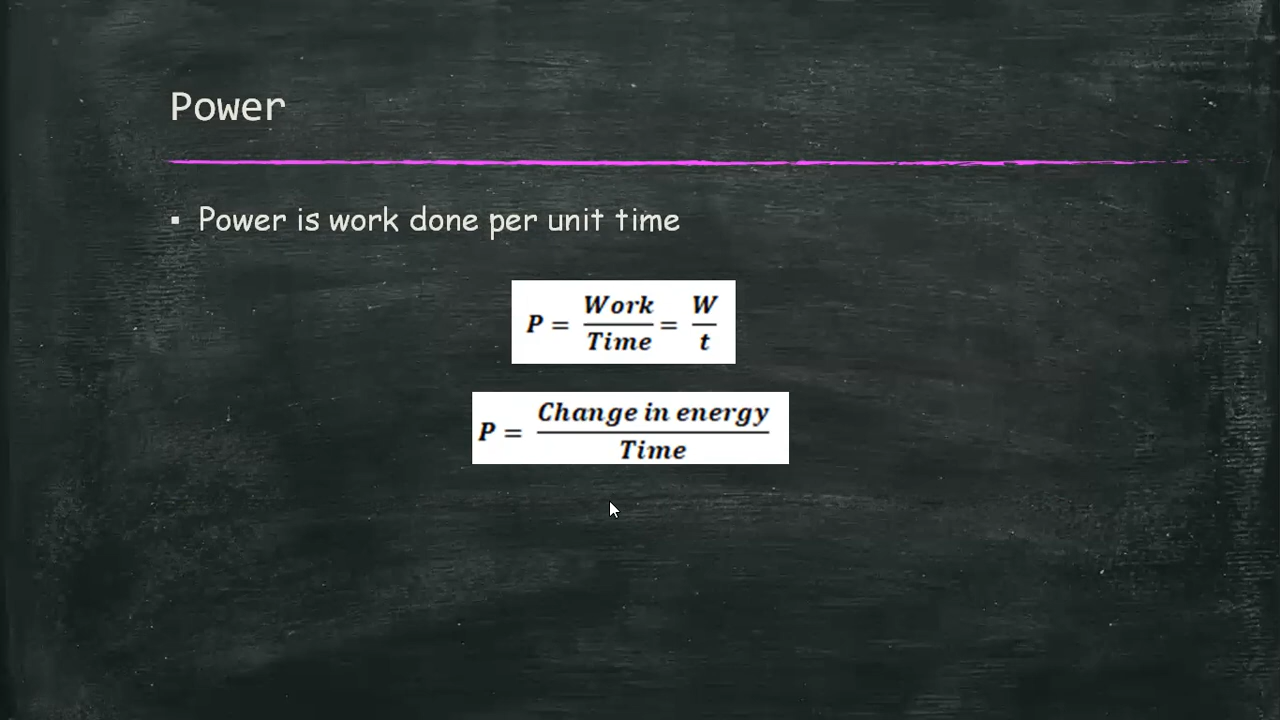 Power
▪ Power is work done per unit time
P = Work/Time = W/t
P = Change in energy/Time